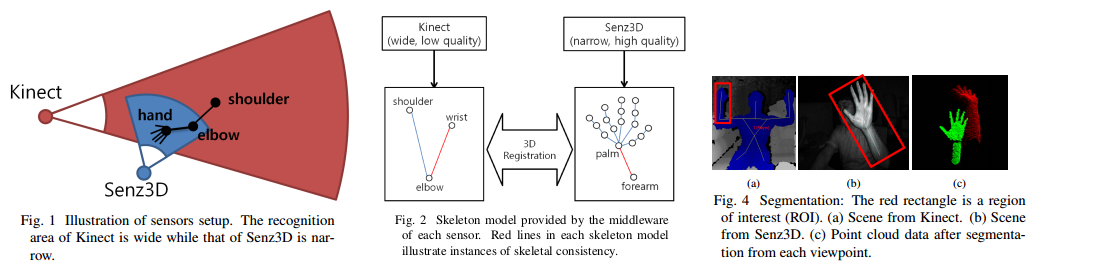 Kinect
hand
shoulder
elbow
Senz3D
Fig. 1 Illustration of sensors setup. The recognition
area of Kinect is wide while that of Senz3D is nar-
row.
Kinect
(wide, low quality)
Senz3D
(narrow, high quality)
shoulder
wrist
elbow
3D
Registration
palm
forearm
Fig. 2 Skeleton model provided by the middleware
of each sensor. Red lines in each skeleton model
illustrate instances of skeletal consistency.
(a)
(b)
(c)
Fig. 4 Segmentation: The red rectangle is a region
of interest (ROI). (a) Scene from Kinect. (b) Scene
from Senz3D. (c) Point cloud data after segmenta-
tion from each viewpoint.